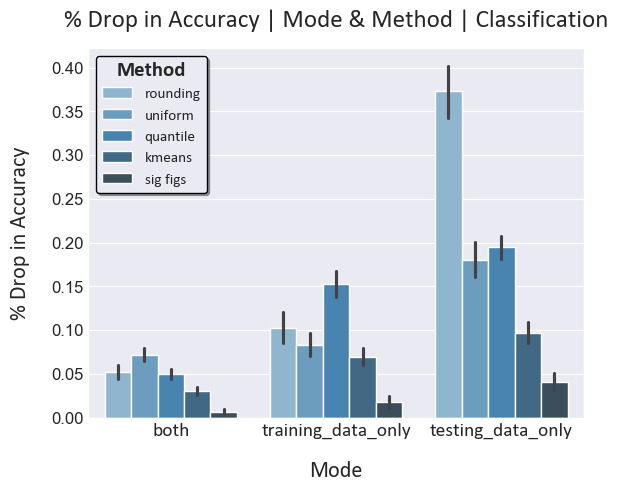 % Drop in Accuracy | Mode & Method | Classification
% Drop in Accuracy
0.40
0.35
0.30
0.25
0.20
0.15
0.10
0.05
0.00
Method
rounding
uniform
quantile
kmeans
sig figs
both training_data_only testing_data_only
Mode